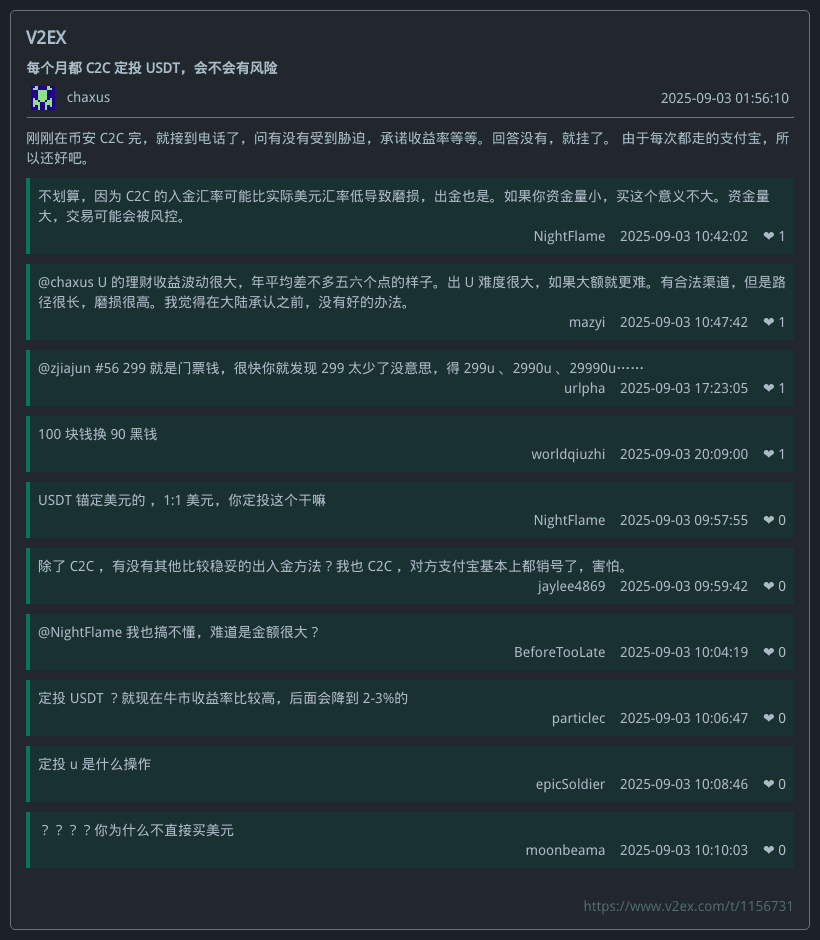 V2EX
每个月都 C2C 定投 USDT，会不会有风险
chaxus 2025-09-03 01:56:10
刚刚在币安 C2C 完，就接到电话了，问有没有受到胁迫，承诺收益率等等。回答没有，就挂了。 由于每次都走的支付宝，所
以还好吧。
不划算，因为 C2C 的入金汇率可能比实际美元汇率低导致磨损，出金也是。如果你资金量小，买这个意义不大。资金量
大，交易可能会被风控。
NightFlame 2025-09-03 10:42:02 ❤ 1
@chaxus U 的理财收益波动很大，年平均差不多五六个点的样子。出 U 难度很大，如果大额就更难。有合法渠道，但是路
径很长，磨损很高。我觉得在大陆承认之前，没有好的办法。
mazyi 2025-09-03 10:47:42 ❤ 1
@zjiajun #56 299 就是门票钱，很快你就发现 299 太少了没意思，得 299u 、2990u 、29990u……
urlpha 2025-09-03 17:23:05 ❤ 1
100 块钱换 90 黑钱
worldqiuzhi 2025-09-03 20:09:00 ❤ 1
USDT 锚定美元的 ，1:1 美元，你定投这个干嘛
NightFlame 2025-09-03 09:57:55 ❤ 0
除了 C2C ，有没有其他比较稳妥的出入金方法？我也 C2C ，对方支付宝基本上都销号了，害怕。
jaylee4869 2025-09-03 09:59:42 ❤ 0
@NightFlame 我也搞不懂，难道是金额很大？
BeforeTooLate 2025-09-03 10:04:19 ❤ 0
定投 USDT ？就现在牛市收益率比较高，后面会降到 2-3%的
particlec 2025-09-03 10:06:47 ❤ 0
定投 u 是什么操作
epicSoldier 2025-09-03 10:08:46 ❤ 0
？？？？你为什么不直接买美元
moonbeama 2025-09-03 10:10:03 ❤ 0
https://www.v2ex.com/t/1156731